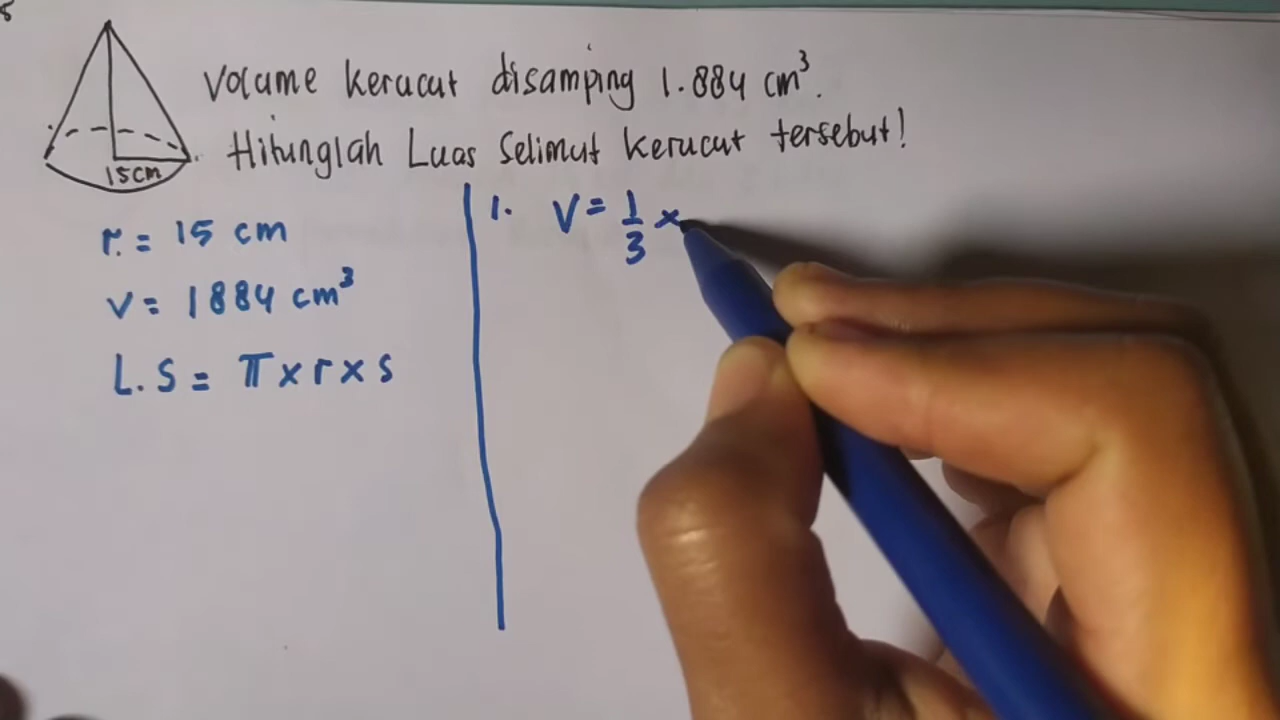 Volume kerucut disamping 1.884 cm³.
Hitunglah Luas Selimut kerucut tersebut!
15cm
r = 15 cm
V = 1884 cm³
L.S = π × r × s
1. V = 1/3 ×